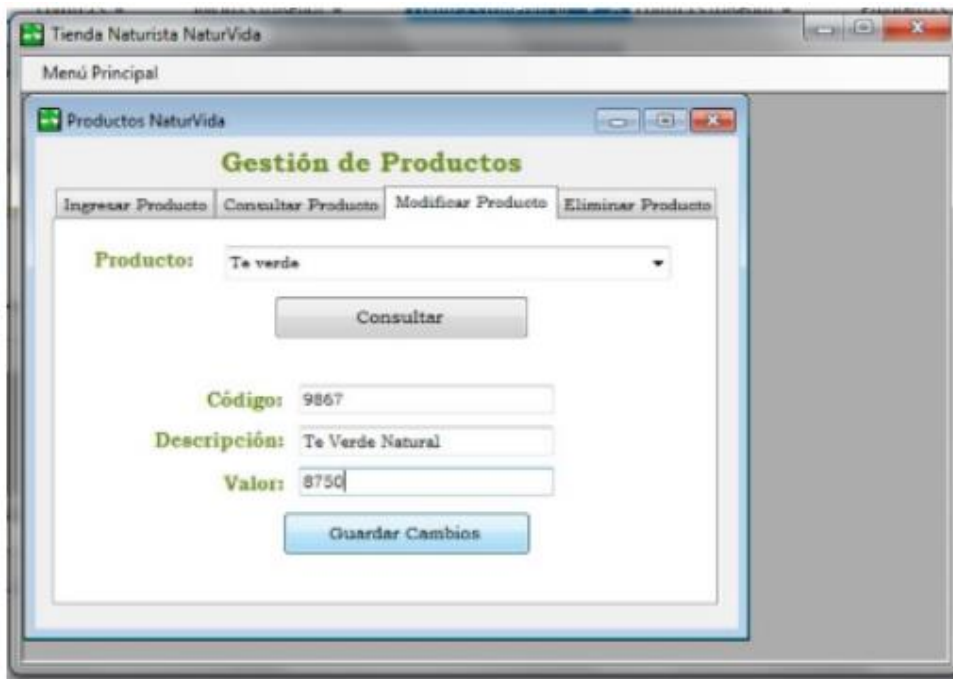 Tienda Naturista NaturVida
Menú Principal
Productos NaturVida
Gestión de Productos
Ingresar Producto Consultar Producto Modificar Producto Eliminar Producto
Producto: Te verde
Consultar
Código: 9867
Descripción: Te Verde Natural
Valor: 8750
Guardar Cambios